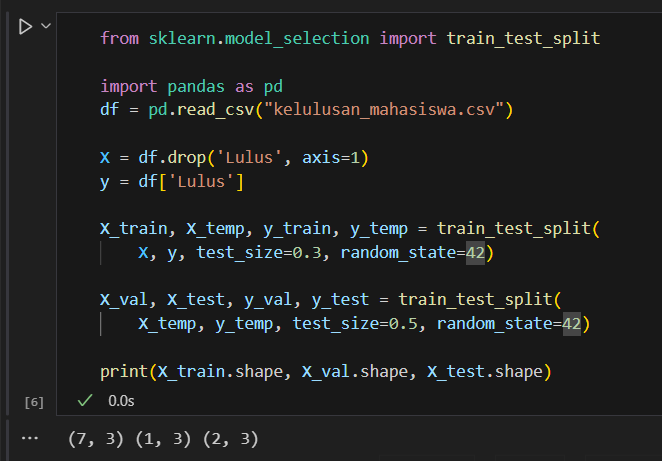 from sklearn.model_selection import train_test_split
import pandas as pd
df = pd.read_csv("kelulusan_mahasiswa.csv")
X = df.drop('Lulus', axis=1)
y = df['Lulus']
X_train, X_temp, y_train, y_temp = train_test_split(
X, y, test_size=0.3, random_state=42)
X_val, X_test, y_val, y_test = train_test_split(
X_temp, y_temp, test_size=0.5, random_state=42)
print(X_train.shape, X_val.shape, X_test.shape)
[6] 0.0s
... (7, 3) (1, 3) (2, 3)